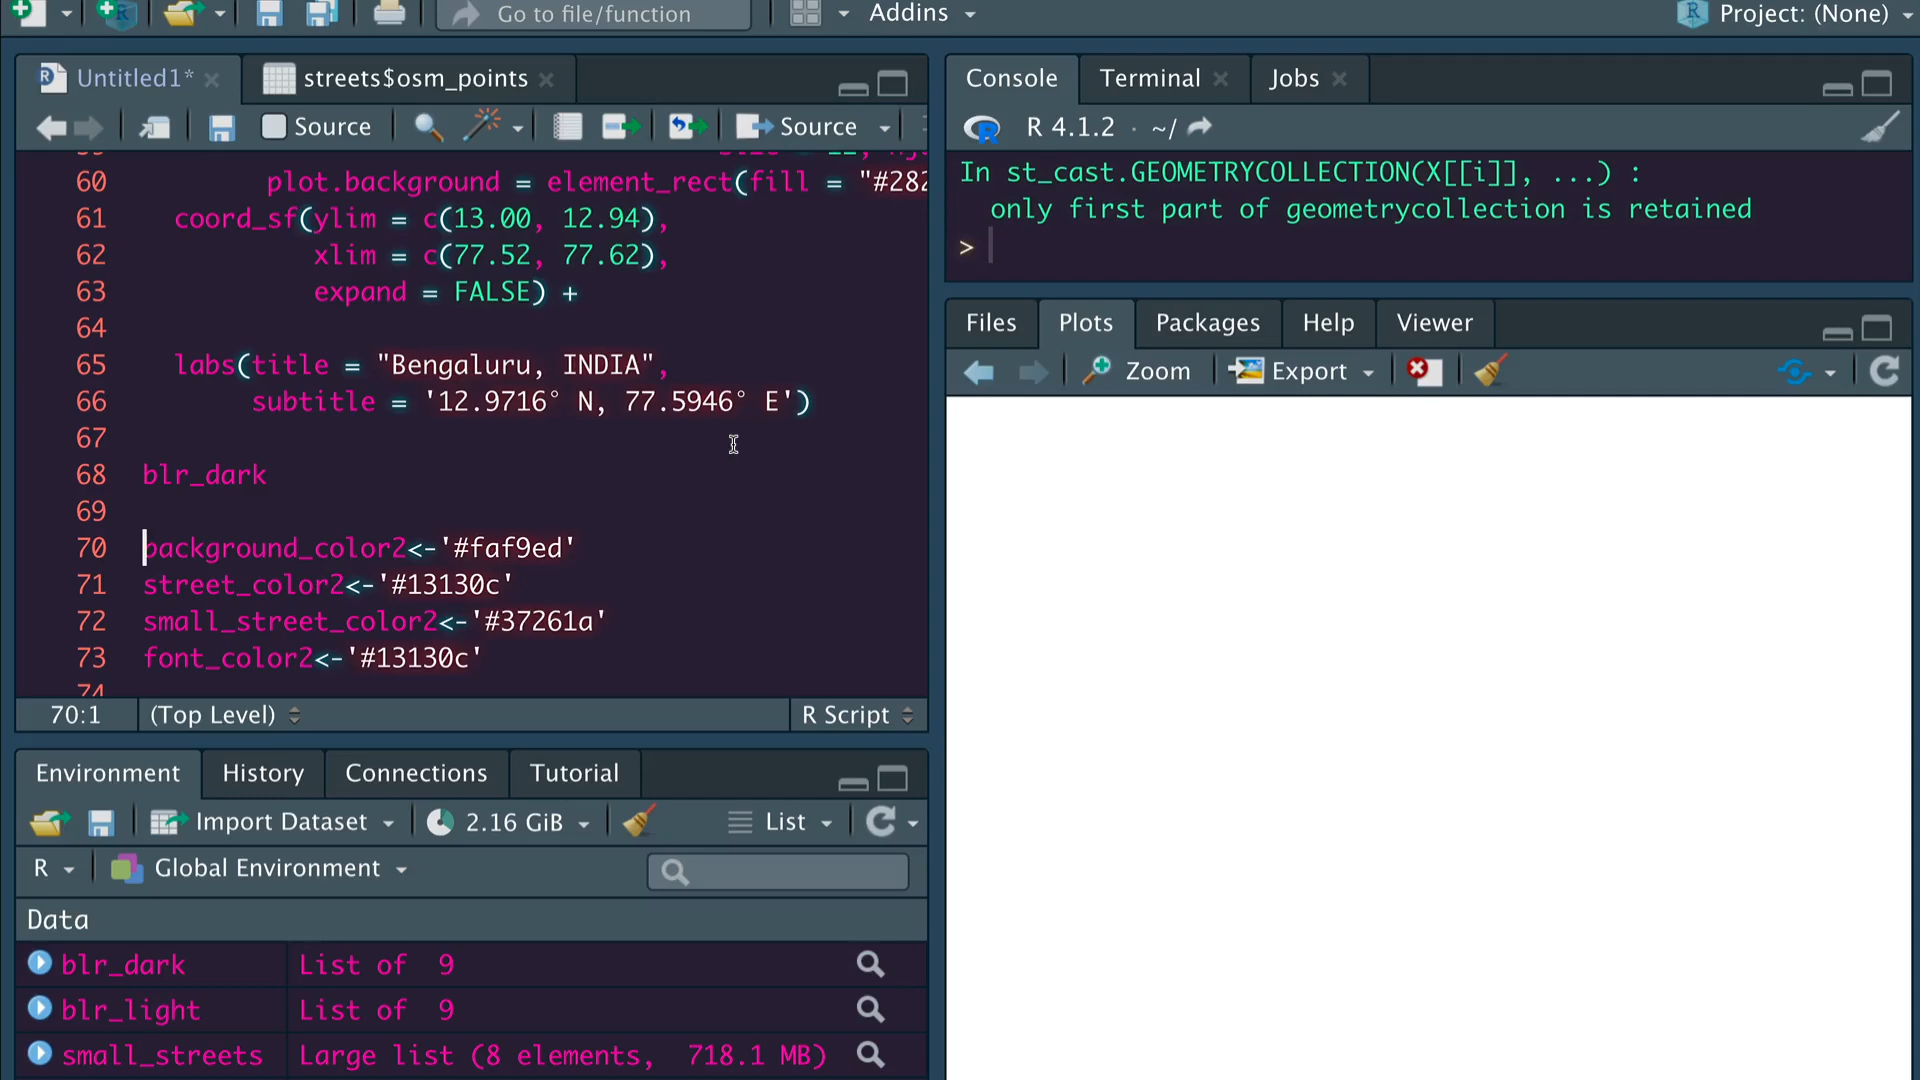 Go to file/function
Addins
Project: (None)
Untitled1*
streets$osm_points
Source
Source
60 plot.background = element_rect(fill = "#282
61 coord_sf(ylim = c(13.00, 12.94),
62 xlim = c(77.52, 77.62),
63 expand = FALSE) +
64
65 labs(title = "Bengaluru, INDIA",
66 subtitle = '12.9716° N, 77.5946° E')
67
68 blr_dark
69
70 background_color2<-'#faf9ed'
71 street_color2<-'#13130c'
72 small_street_color2<-'#37261a'
73 font_color2<-'#13130c'
74
70:1 (Top Level) R Script
Environment History Connections Tutorial
Import Dataset 2.16 GiB List
R Global Environment
Data
blr_dark List of 9
blr_light List of 9
small_streets Large list (8 elements, 718.1 MB)
Console Terminal Jobs
R 4.1.2 · ~/
In st_cast.GEOMETRYCOLLECTION(X[[i]], ...) :
only first part of geometrycollection is retained
>
Files Plots Packages Help Viewer
Zoom Export